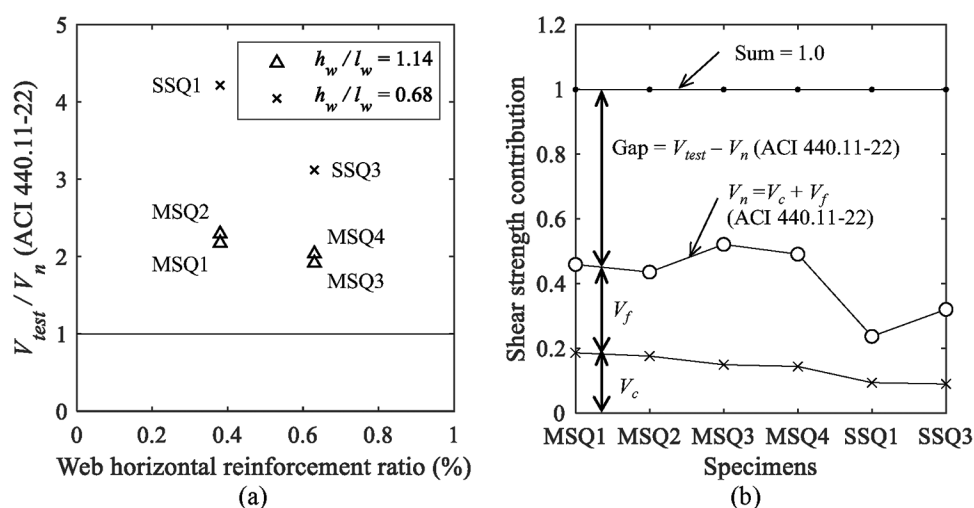 5
4
3
2
1
0
V_test / V_n (ACI 440.11-22)
h_w / l_w = 1.14
h_w / l_w = 0.68
SSQ1
SSQ3
MSQ2
MSQ1
MSQ4
MSQ3
0 0.2 0.4 0.6 0.8 1
Web horizontal reinforcement ratio (%)
(a)
1.2
1
0.8
0.6
0.4
0.2
0
Shear strength contribution
Sum = 1.0
Gap = V_test − V_n (ACI 440.11-22)
V_n = V_c + V_f
(ACI 440.11-22)
V_f
V_c
MSQ1 MSQ2 MSQ3 MSQ4 SSQ1 SSQ3
Specimens
(b)